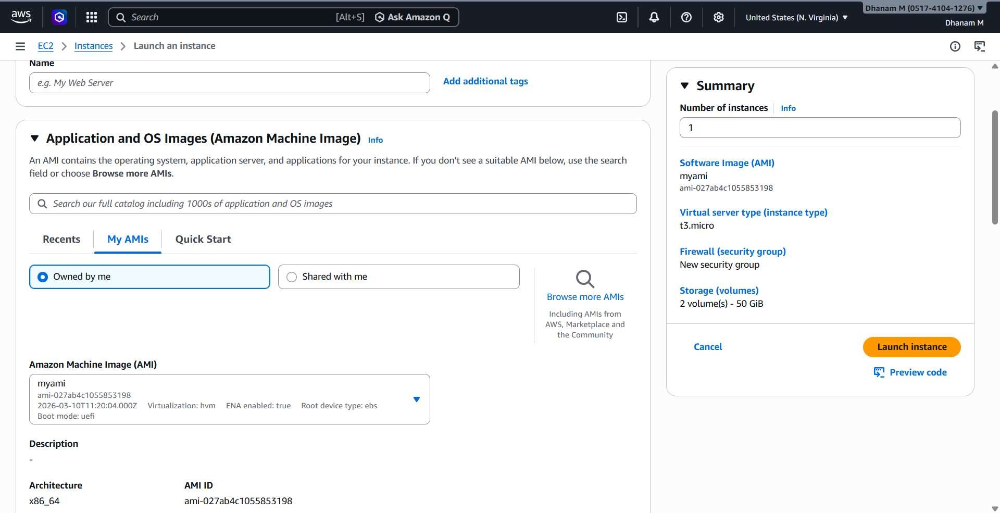 aws
Search [Alt+S] Ask Amazon Q
United States (N. Virginia) ▼
Dhanam M (0517-4104-1276) ▼
Dhanam M
EC2 > Instances > Launch an instance
Name
e.g. My Web Server
Add additional tags
Application and OS Images (Amazon Machine Image) Info
An AMI contains the operating system, application server, and applications for your instance. If you don't see a suitable AMI below, use the search
field or choose Browse more AMIs.
Search our full catalog including 1000s of application and OS images
Recents My AMIs Quick Start
Owned by me
Shared with me
Browse more AMIs
Including AMIs from
AWS, Marketplace and
the Community
Amazon Machine Image (AMI)
myami
ami-027ab4c1055853198
2026-03-10T11:20:04.000Z Virtualization: hvm ENA enabled: true Root device type: ebs
Boot mode: uefi
Description
-
Architecture AMI ID
x86_64 ami-027ab4c1055853198
Summary
Number of instances Info
1
Software Image (AMI)
myami
ami-027ab4c1055853198
Virtual server type (instance type)
t3.micro
Firewall (security group)
New security group
Storage (volumes)
2 volume(s) - 50 GiB
Cancel Launch instance
Preview code